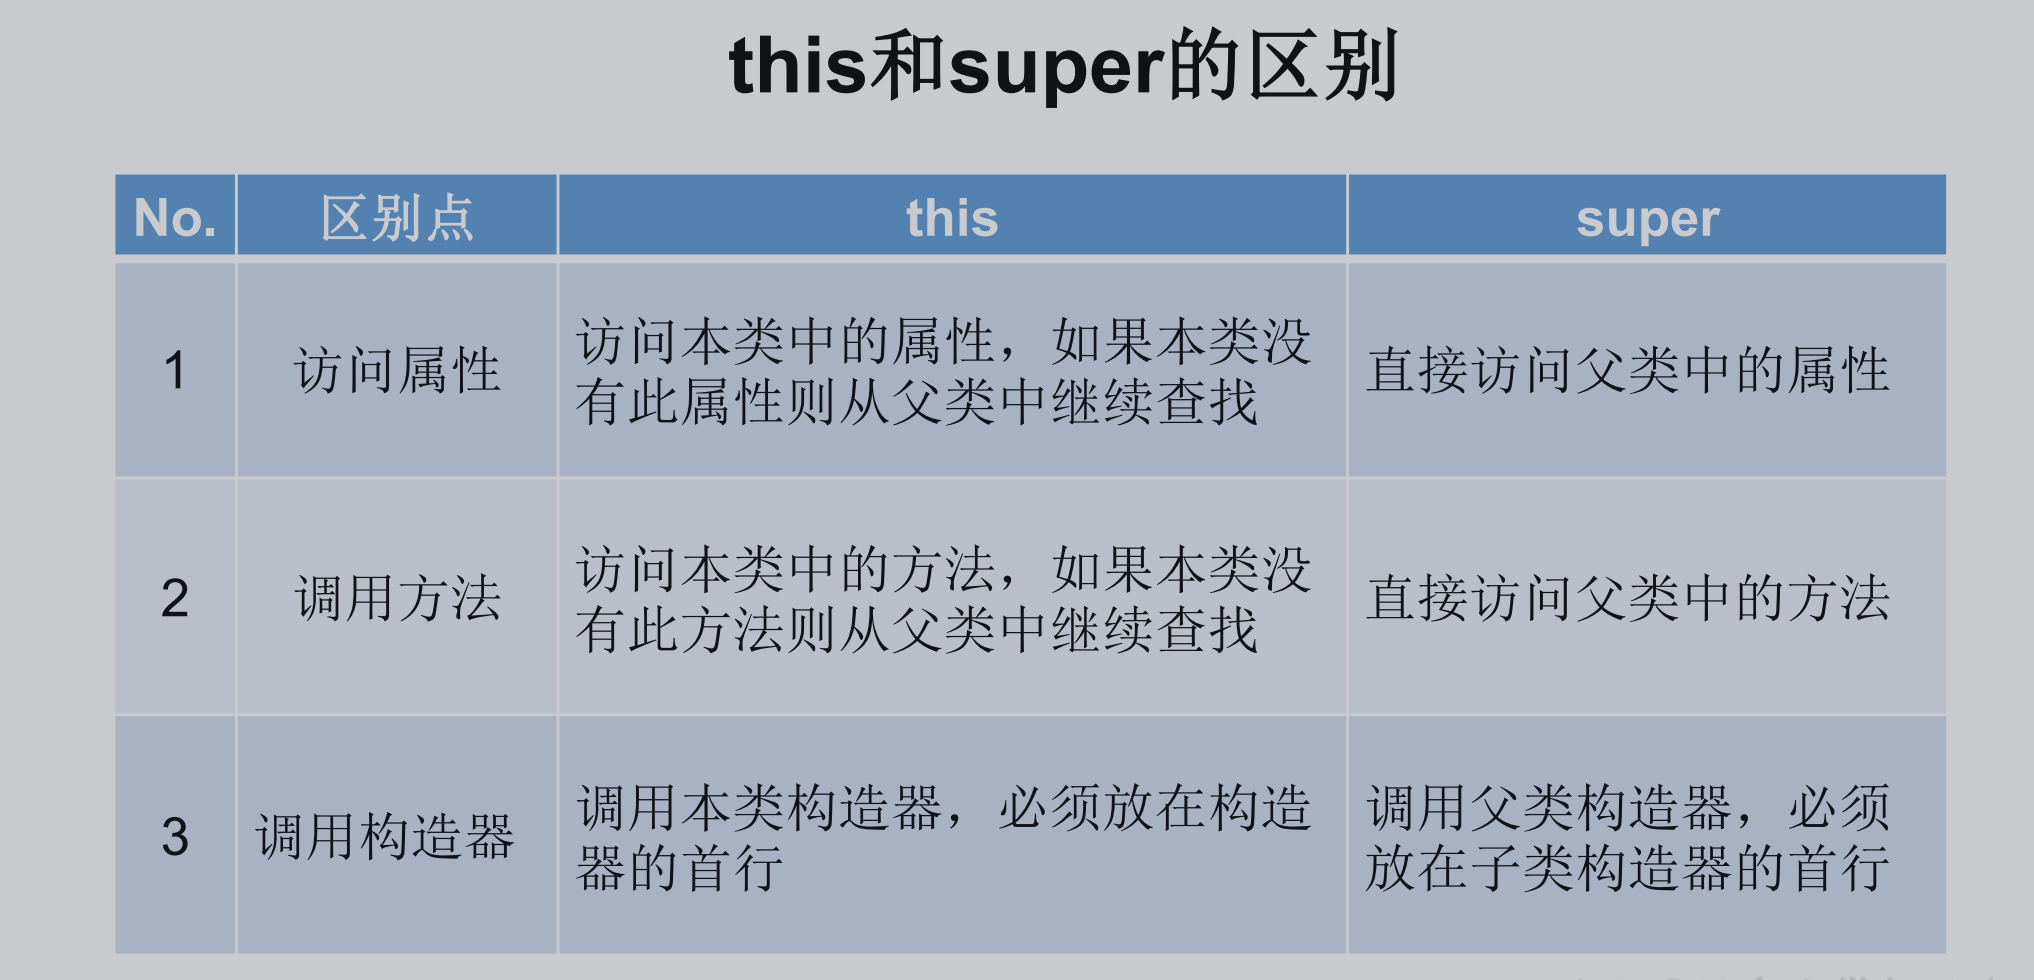 this和super的区别
No. 区别点 this super
1 访问属性 访问本类中的属性，如果本类没
有此属性则从父类中继续查找 直接访问父类中的属性
2 调用方法 访问本类中的方法，如果本类没
有此方法则从父类中继续查找 直接访问父类中的方法
3 调用构造器 调用本类构造器，必须放在构造
器的首行 调用父类构造器，必须
放在子类构造器的首行